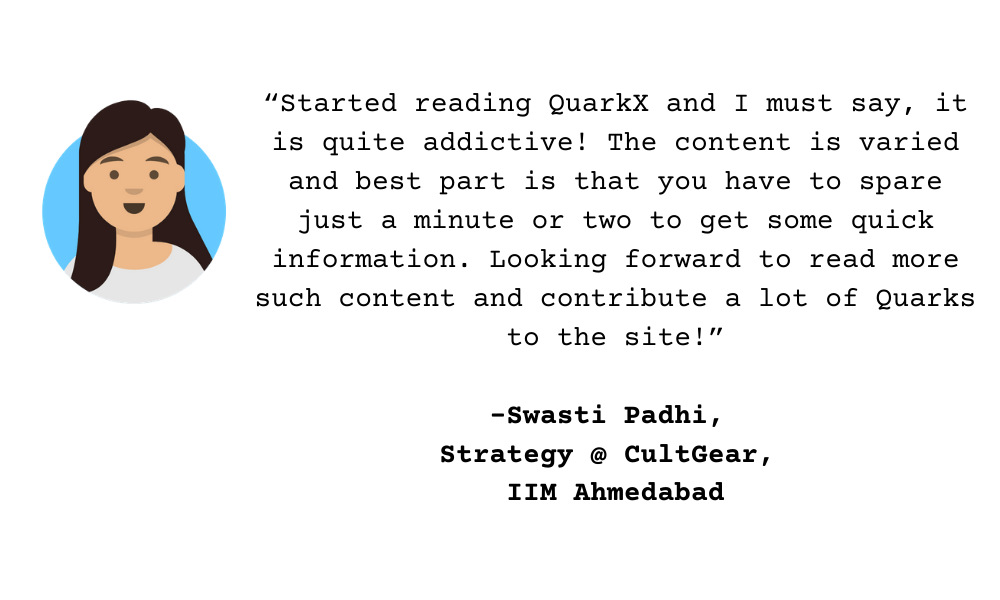 “Started reading QuarkX and I must say, it
is quite addictive! The content is varied
and best part is that you have to spare
just a minute or two to get some quick
information. Looking forward to read more
such content and contribute a lot of Quarks
to the site!”
-Swasti Padhi,
Strategy @ CultGear,
IIM Ahmedabad